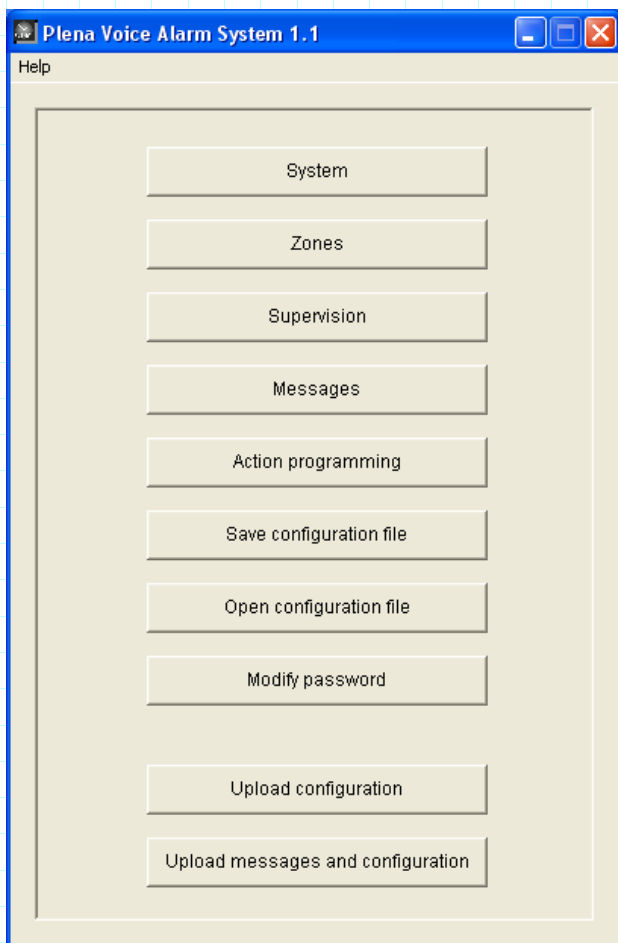 Plena Voice Alarm System 1.1
Help
System
Zones
Supervision
Messages
Action programming
Save configuration file
Open configuration file
Modify password
Upload configuration
Upload messages and configuration